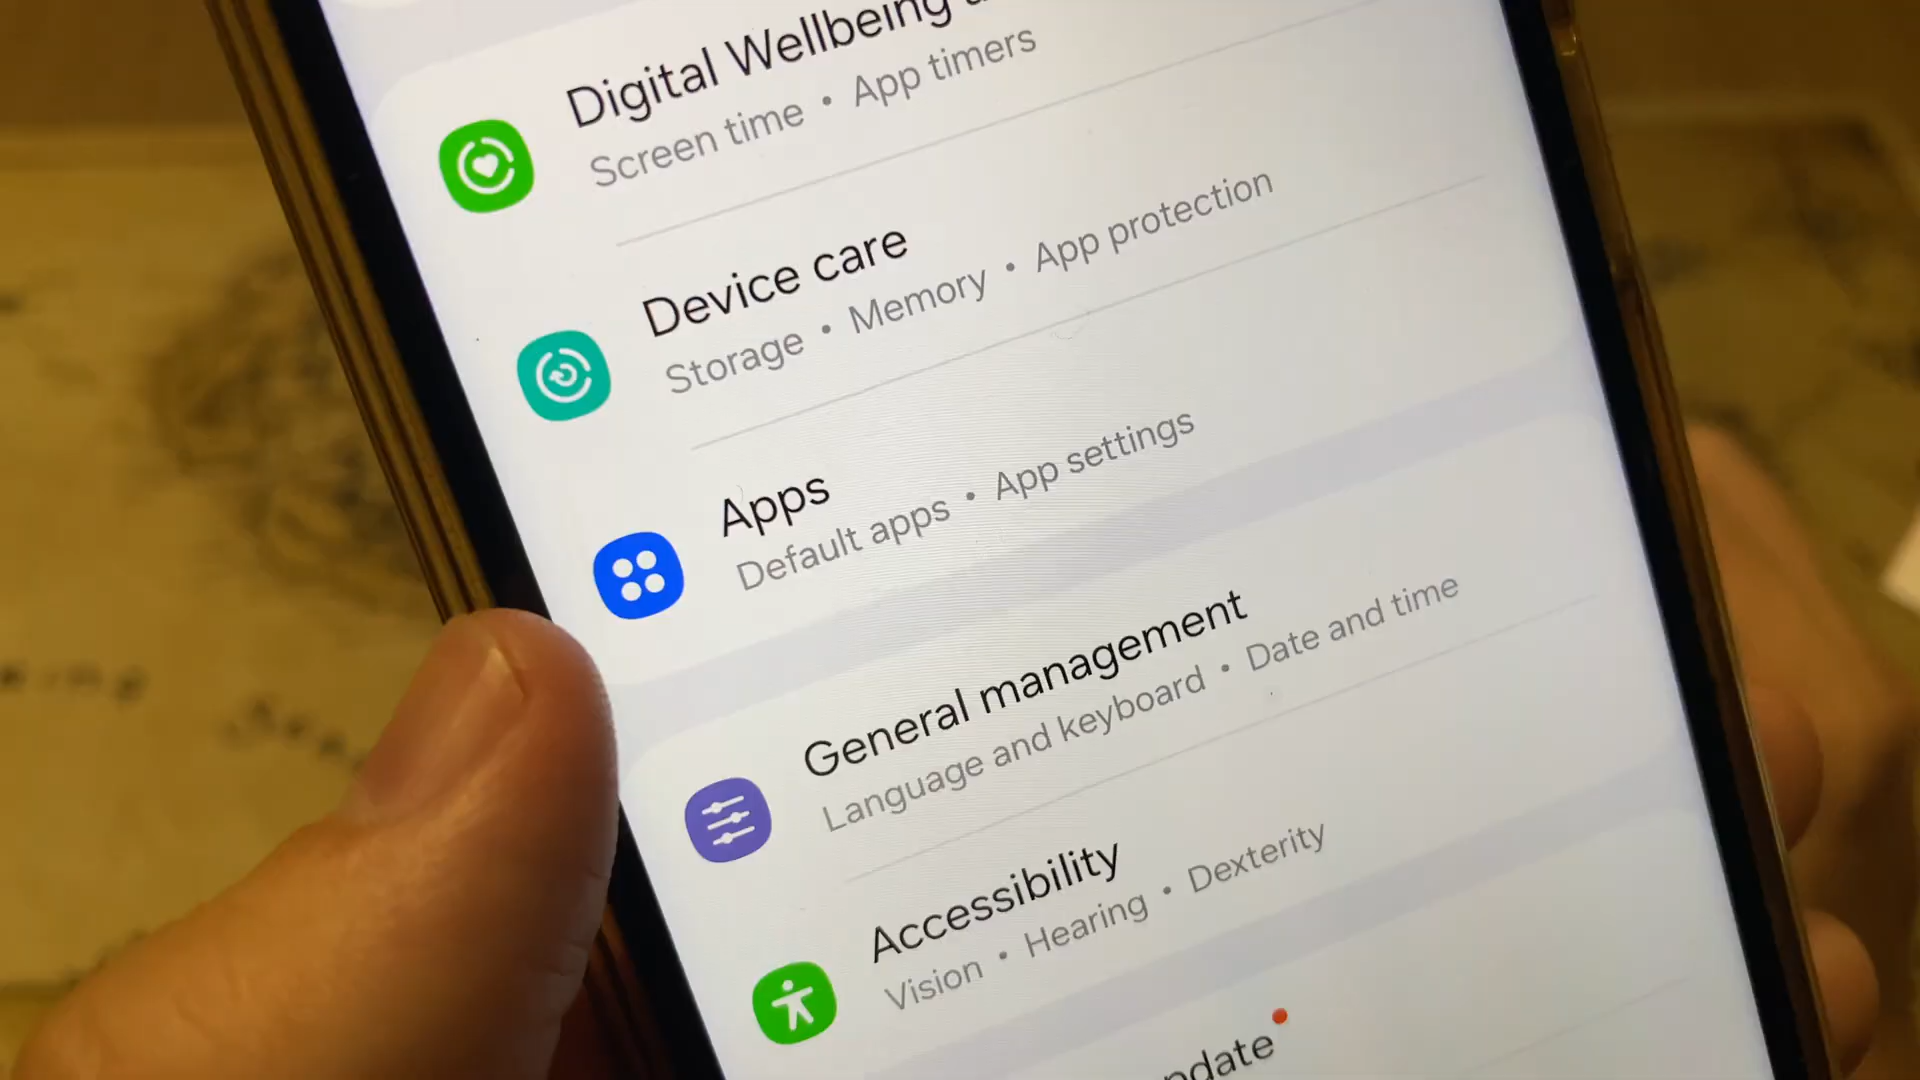 Digital Wellbeing
Screen time • App timers
Device care
Storage • Memory • App protection
Apps
Default apps • App settings
General management
Language and keyboard • Date and time
Accessibility
Vision • Hearing • Dexterity